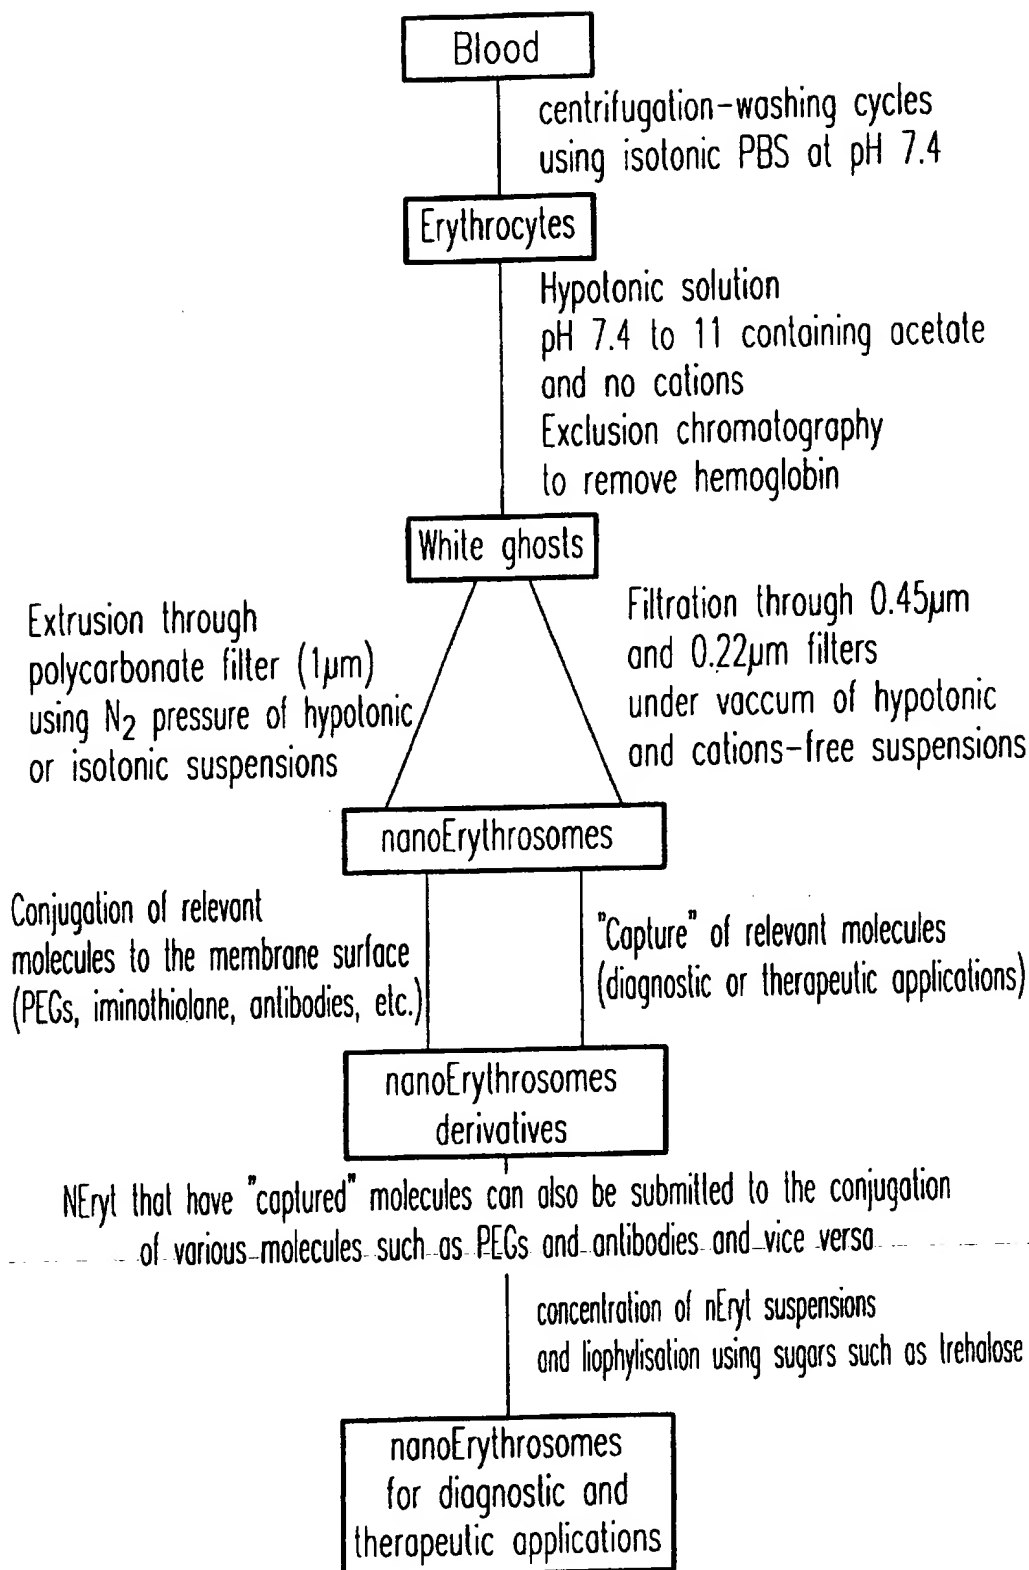 Blood
centrifugation-washing cycles
using isotonic PBS at pH 7.4
Erythrocytes
Hypotonic solution
pH 7.4 to 11 containing acetate
and no cations
Exclusion chromatography
to remove hemoglobin
White ghosts
Extrusion through
polycarbonate filter (1µm)
using N2 pressure of hypotonic
or isotonic suspensions
Filtration through 0.45µm
and 0.22µm filters
under vaccum of hypotonic
and cations-free suspensions
nanoErythrosomes
Conjugation of relevant
molecules to the membrane surface
(PEGs, iminothiolane, antibodies, etc.)
"Capture" of relevant molecules
(diagnostic or therapeutic applications)
nanoErythrosomes
derivatives
NEryt that have "captured" molecules can also be submitted to the conjugation
of various molecules such as PEGs and antibodies and vice versa
concentration of nEryt suspensions
and liophylisation using sugars such as trehalose
nanoErythrosomes
for diagnostic and
therapeutic applications